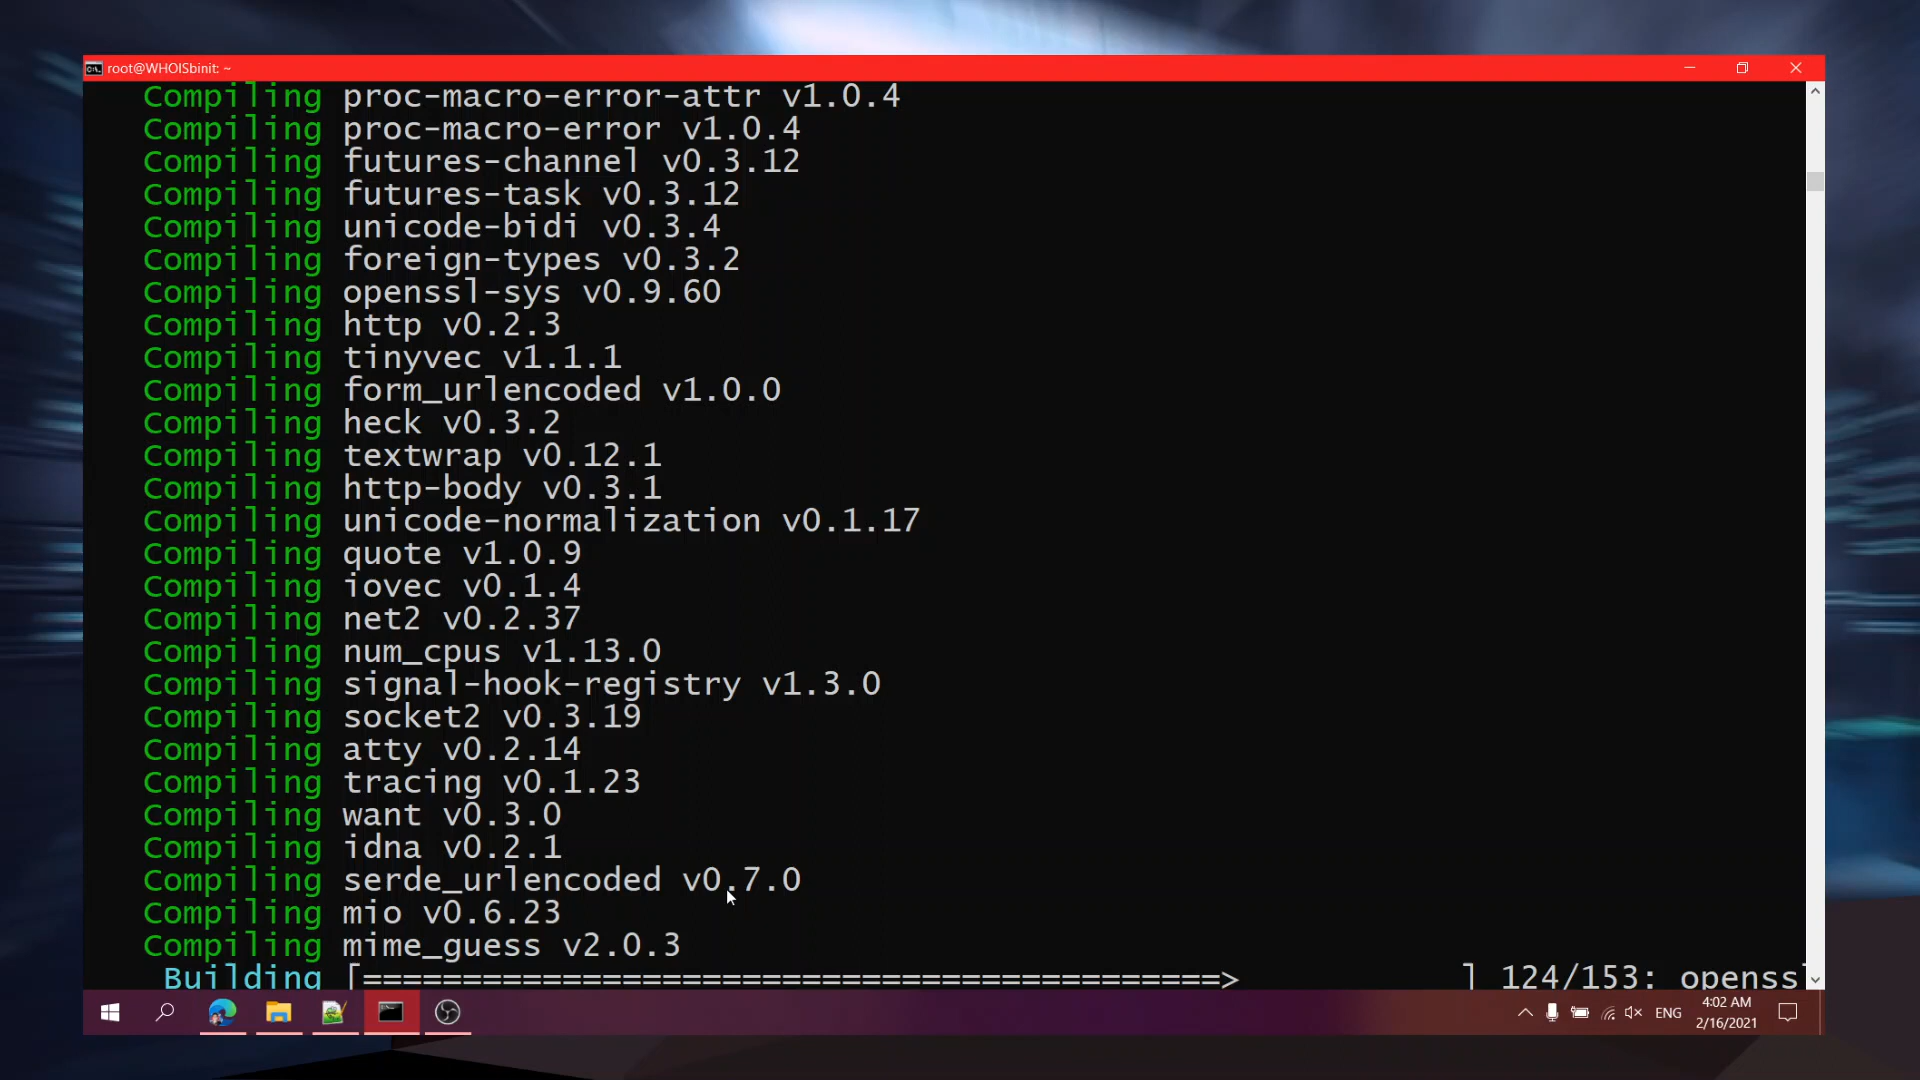 root@WHOISbinit: ~
Compiling proc-macro-error-attr v1.0.4
Compiling proc-macro-error v1.0.4
Compiling futures-channel v0.3.12
Compiling futures-task v0.3.12
Compiling unicode-bidi v0.3.4
Compiling foreign-types v0.3.2
Compiling openssl-sys v0.9.60
Compiling http v0.2.3
Compiling tinyvec v1.1.1
Compiling form_urlencoded v1.0.0
Compiling heck v0.3.2
Compiling textwrap v0.12.1
Compiling http-body v0.3.1
Compiling unicode-normalization v0.1.17
Compiling quote v1.0.9
Compiling iovec v0.1.4
Compiling net2 v0.2.37
Compiling num_cpus v1.13.0
Compiling signal-hook-registry v1.3.0
Compiling socket2 v0.3.19
Compiling atty v0.2.14
Compiling tracing v0.1.23
Compiling want v0.3.0
Compiling idna v0.2.1
Compiling serde_urlencoded v0.7.0
Compiling mio v0.6.23
Compiling mime_guess v2.0.3
Building [===========================================> ] 124/153: openssl
ENG
4:02 AM
2/16/2021